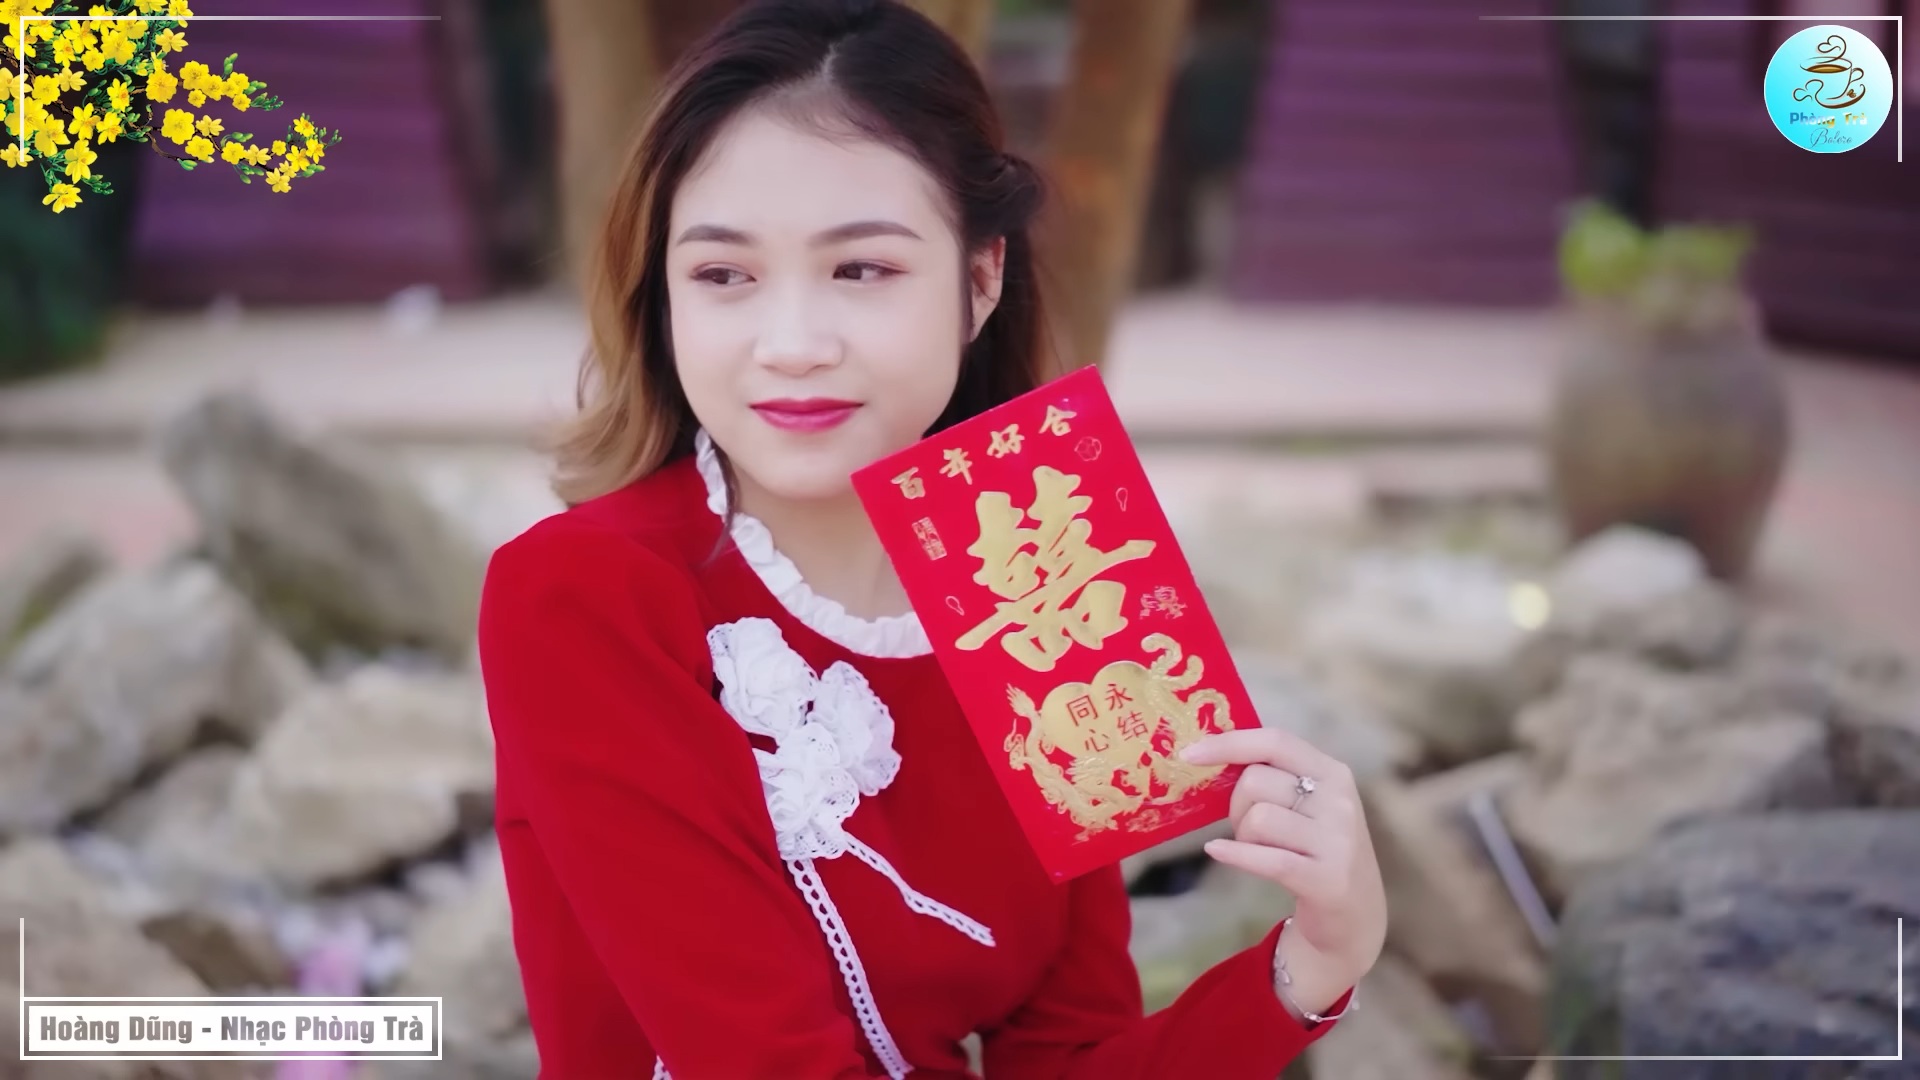 Phòng Trà
Bolero
百年好合
囍
永结
同心
Hoàng Dũng - Nhạc Phòng Trà